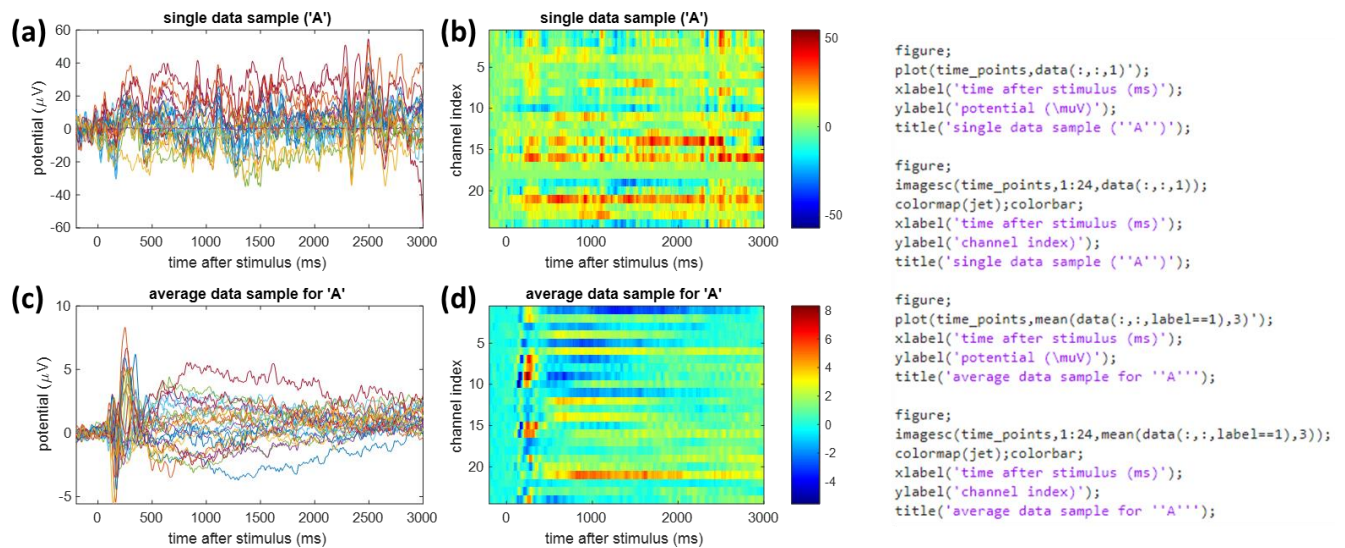 (a)
single data sample ('A')
60
40
20
0
-20
-40
-60
potential (μV)
0 500 1000 1500 2000 2500 3000
time after stimulus (ms)
(b)
single data sample ('A')
5
10
15
20
channel index
0 1000 2000 3000
time after stimulus (ms)
50
0
-50
(c)
average data sample for 'A'
10
5
0
-5
potential (μV)
0 500 1000 1500 2000 2500 3000
time after stimulus (ms)
(d)
average data sample for 'A'
5
10
15
20
channel index
0 1000 2000 3000
time after stimulus (ms)
8
6
4
2
0
-2
-4
figure;
plot(time_points,data(:,:,1)');
xlabel('time after stimulus (ms)');
ylabel('potential (\muV)');
title('single data sample (''A'')');
figure;
imagesc(time_points,1:24,data(:,:,1));
colormap(jet);colorbar;
xlabel('time after stimulus (ms)');
ylabel('channel index)');
title('single data sample (''A'')');
figure;
plot(time_points,mean(data(:,:,label==1),3)');
xlabel('time after stimulus (ms)');
ylabel('potential (\muV)');
title('average data sample for ''A''');
figure;
imagesc(time_points,1:24,mean(data(:,:,label==1),3));
colormap(jet);colorbar;
xlabel('time after stimulus (ms)');
ylabel('channel index)');
title('average data sample for ''A''');